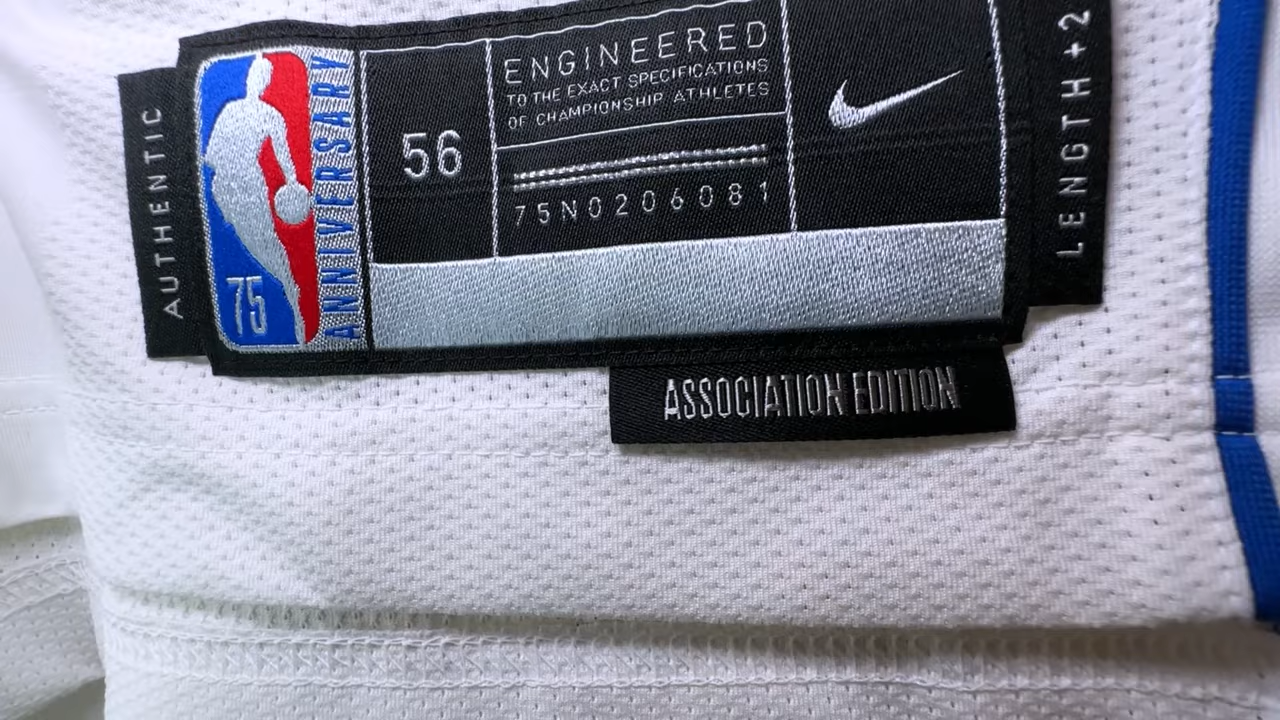 AUTHENTIC
75
ANNIVERSARY
56
ENGINEERED
TO THE EXACT SPECIFICATIONS
OF CHAMPIONSHIP ATHLETES
75N0206081
LENGTH+2
ASSOCIATION EDITION